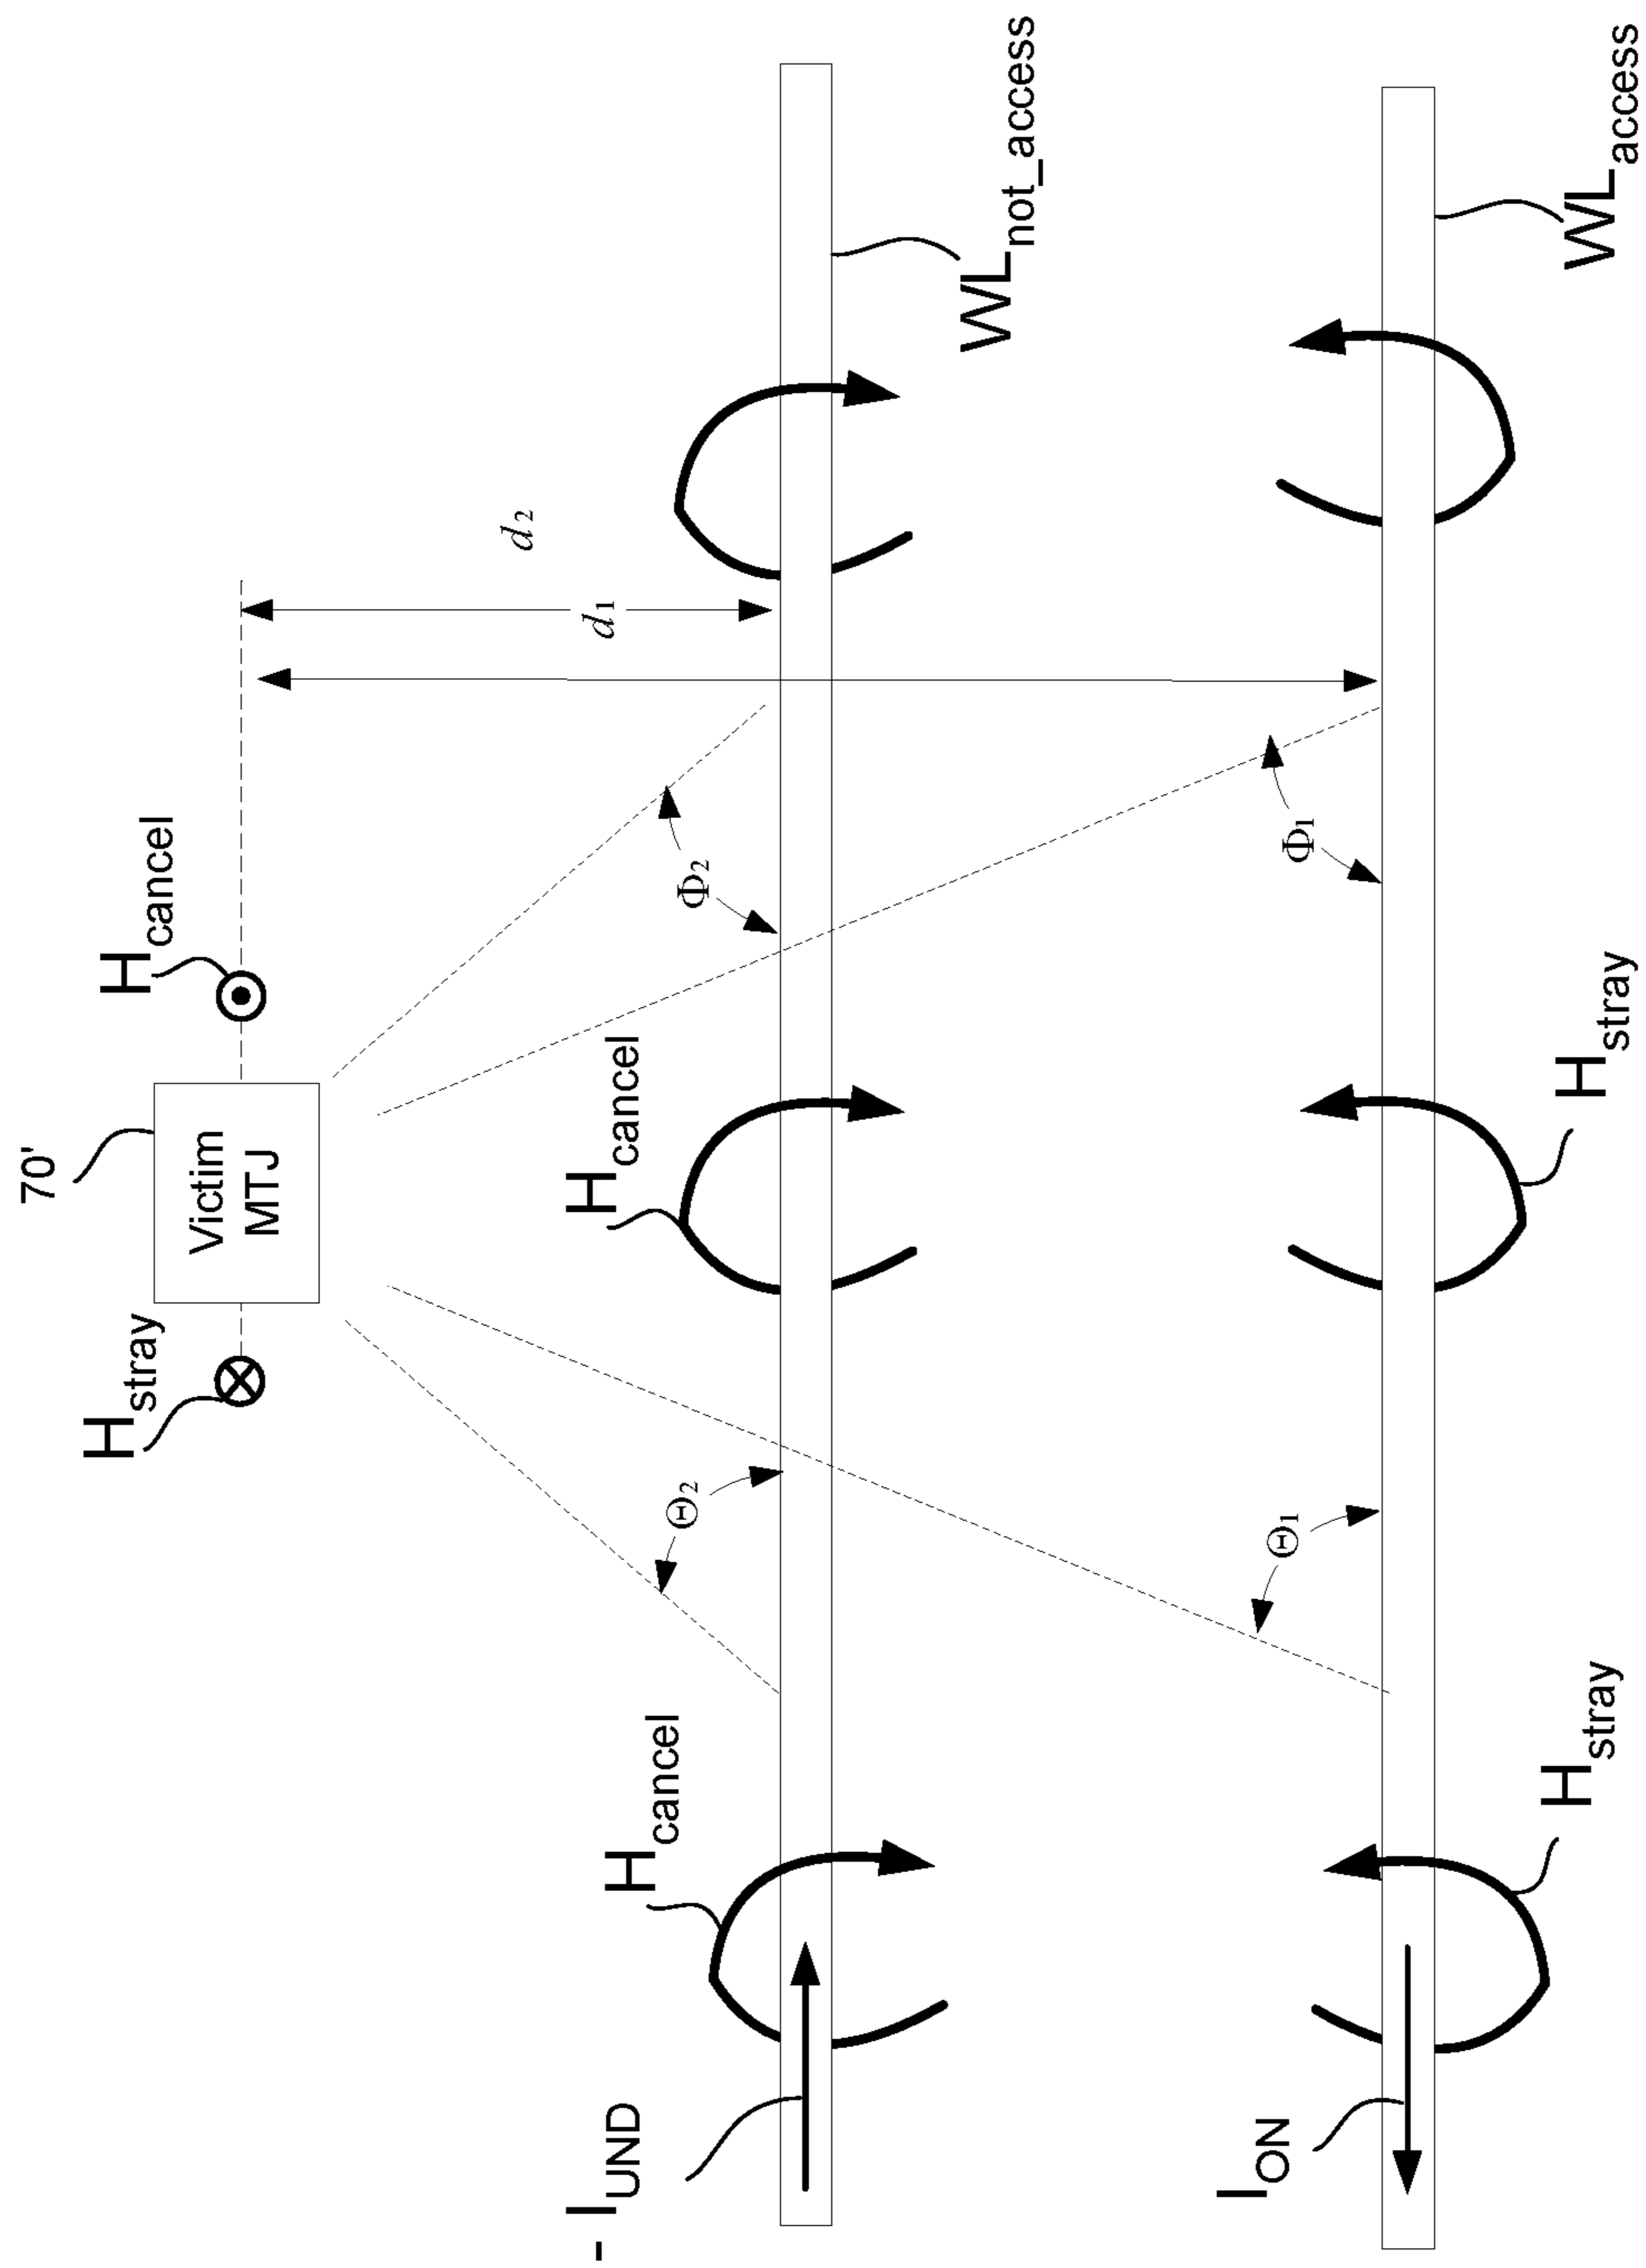 70'
H_stray
H_cancel
Victim
MTJ
d₂
d₁
- I_UND
H_cancel
H_cancel
Θ₂
Φ₂
WL_not_access
I_ON
Θ₁
Φ₁
H_stray
H_stray
WL_access